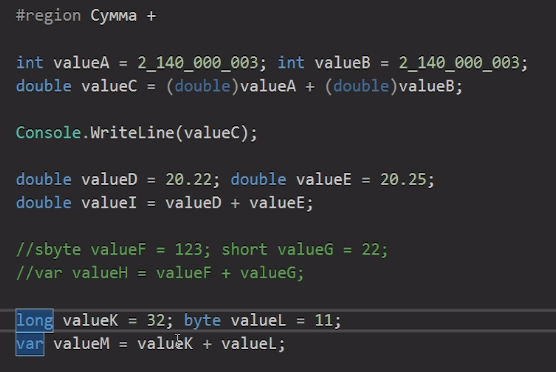 #region Сумма +
int valueA = 2_140_000_003; int valueB = 2_140_000_003;
double valueC = (double)valueA + (double)valueB;
Console.WriteLine(valueC);
double valueD = 20.22; double valueE = 20.25;
double valueI = valueD + valueE;
//sbyte valueF = 123; short valueG = 22;
//var valueH = valueF + valueG;
long valueK = 32; byte valueL = 11;
var valueM = valueK + valueL;